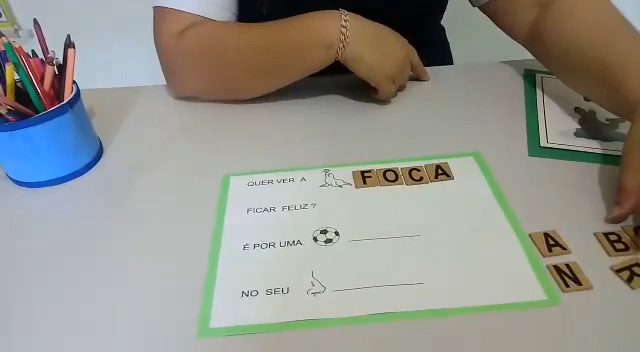 QUER VER A FOCA
FICAR FELIZ?
É POR UMA
NO SEU
A B
N R